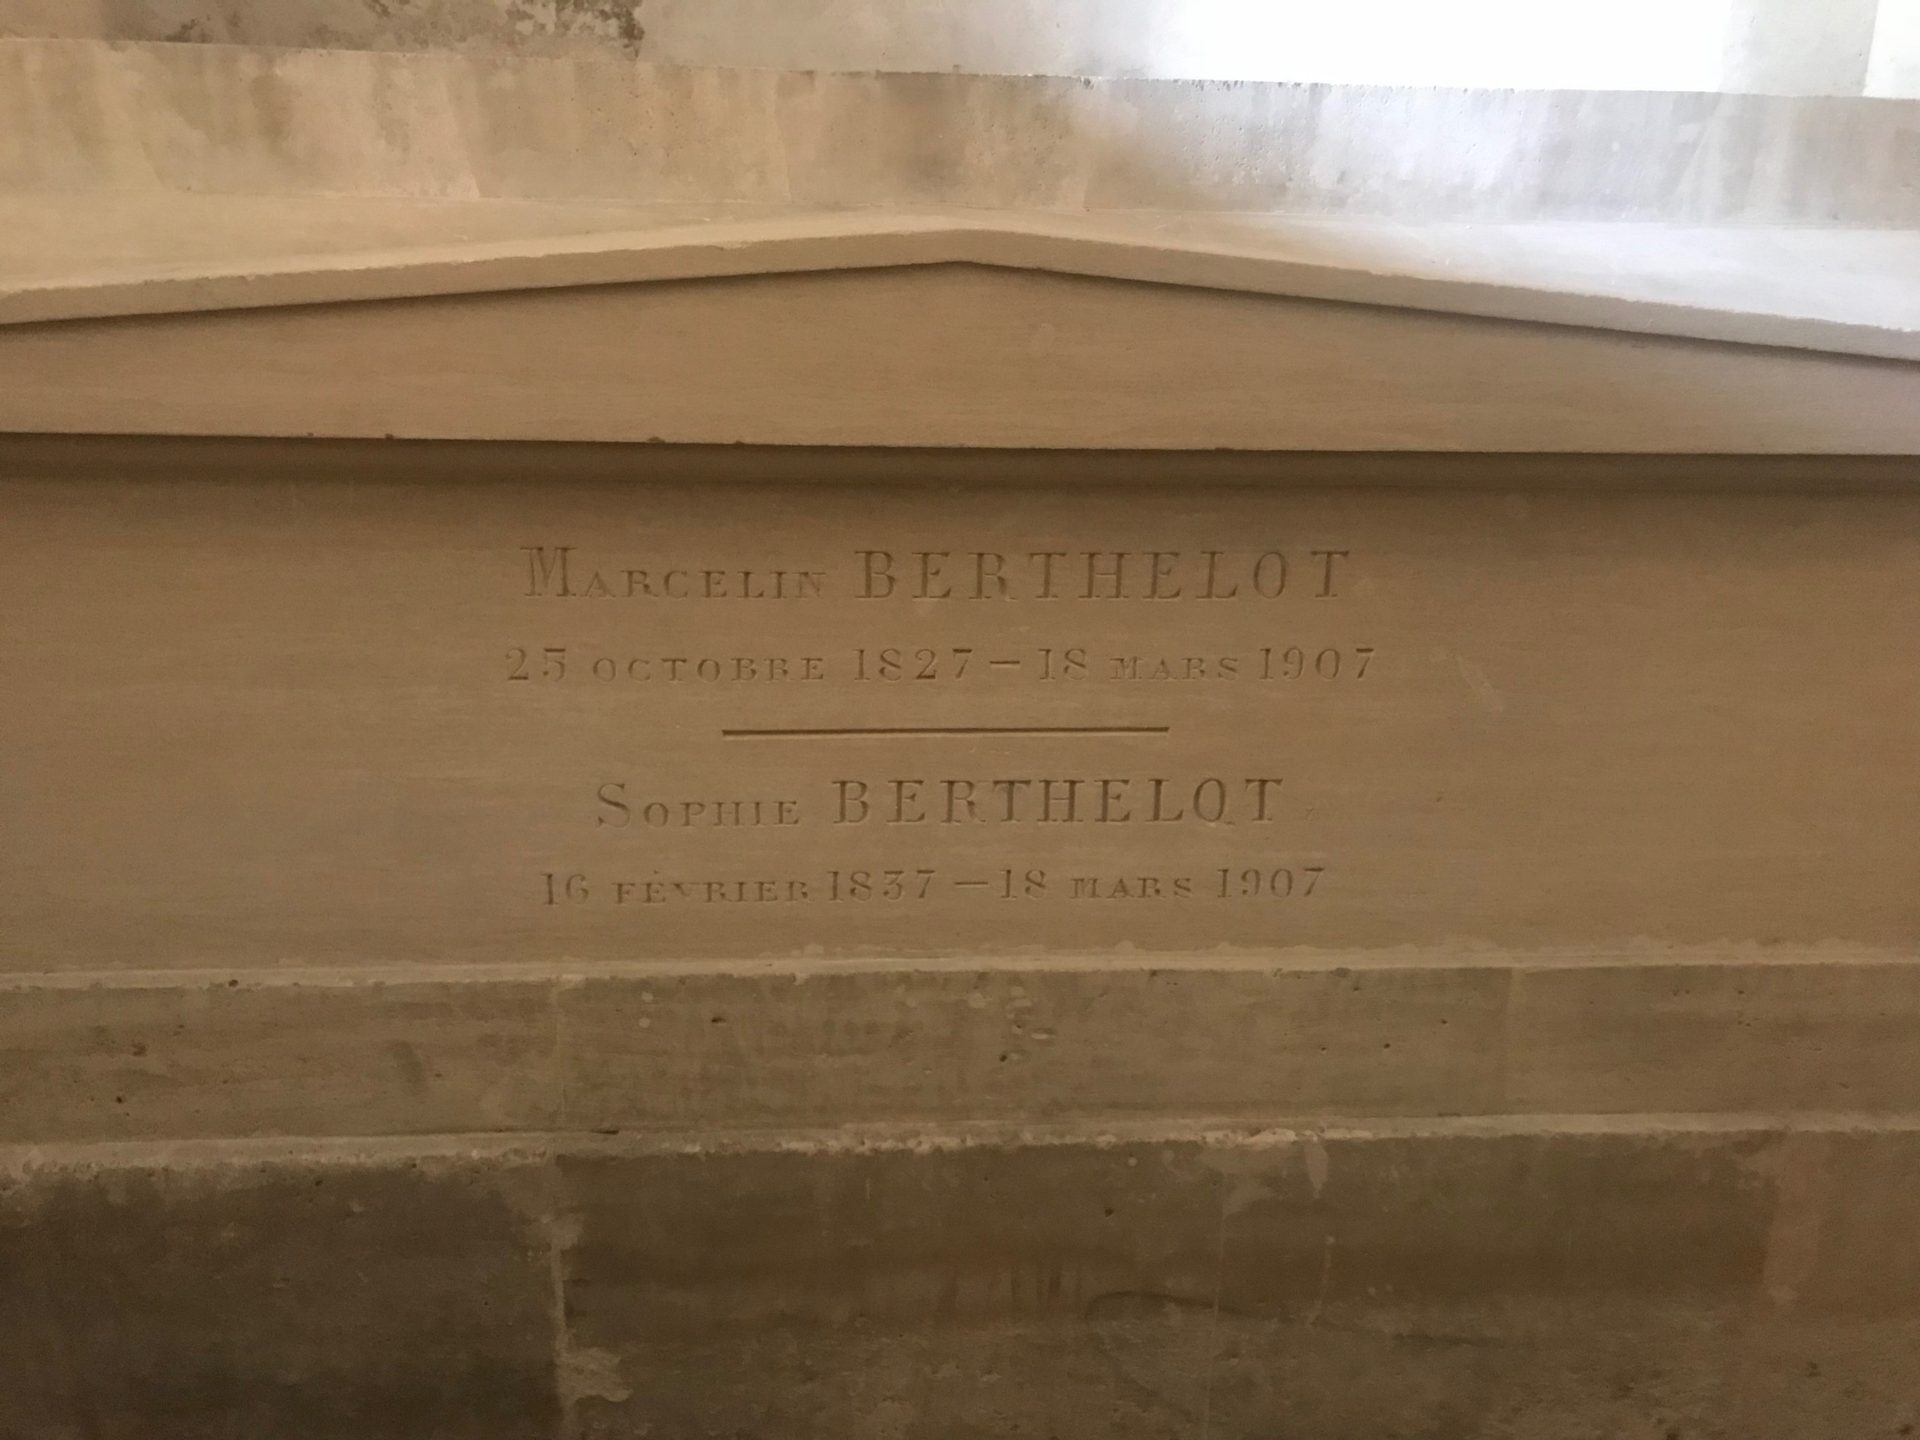 Marcelin BERTHELOT
25 octobre 1827 – 18 mars 1907
Sophie BERTHELOT
16 février 1837 – 18 mars 1907